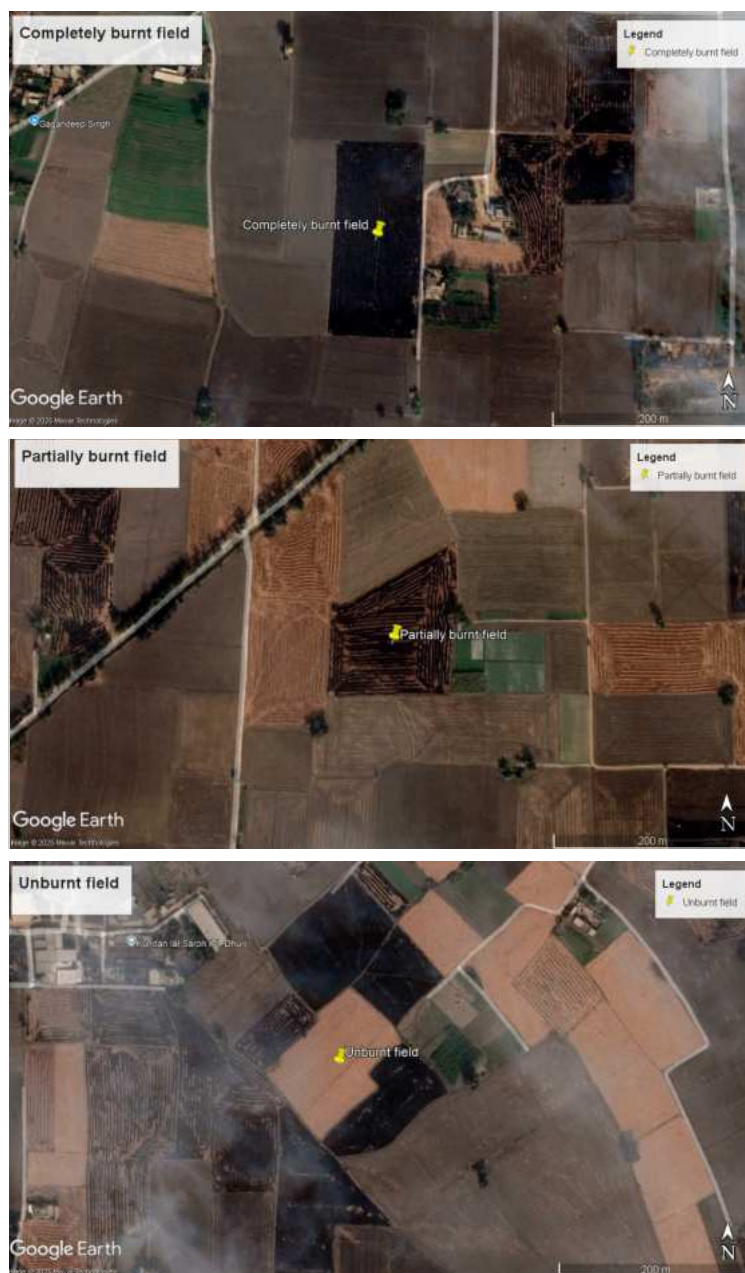 Completely burnt field
Legend
Completely burnt field
Gagandeep Singh
Completely burnt field
Google Earth
N
200 m
Partially burnt field
Legend
Partially burnt field
Partially burnt field
Google Earth
N
200 m
Unburnt field
Legend
Unburnt field
Unburnt field
Google Earth
N
200 m